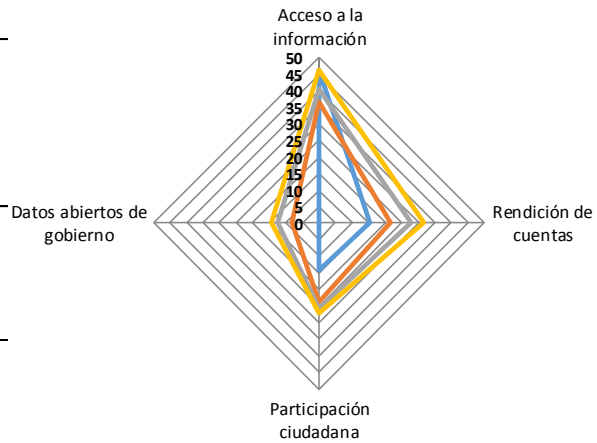 Acceso a la
información
50
45
40
35
30
25
20
15
10
5
0
Datos abiertos de
gobierno
Rendición de
cuentas
Participación
ciudadana